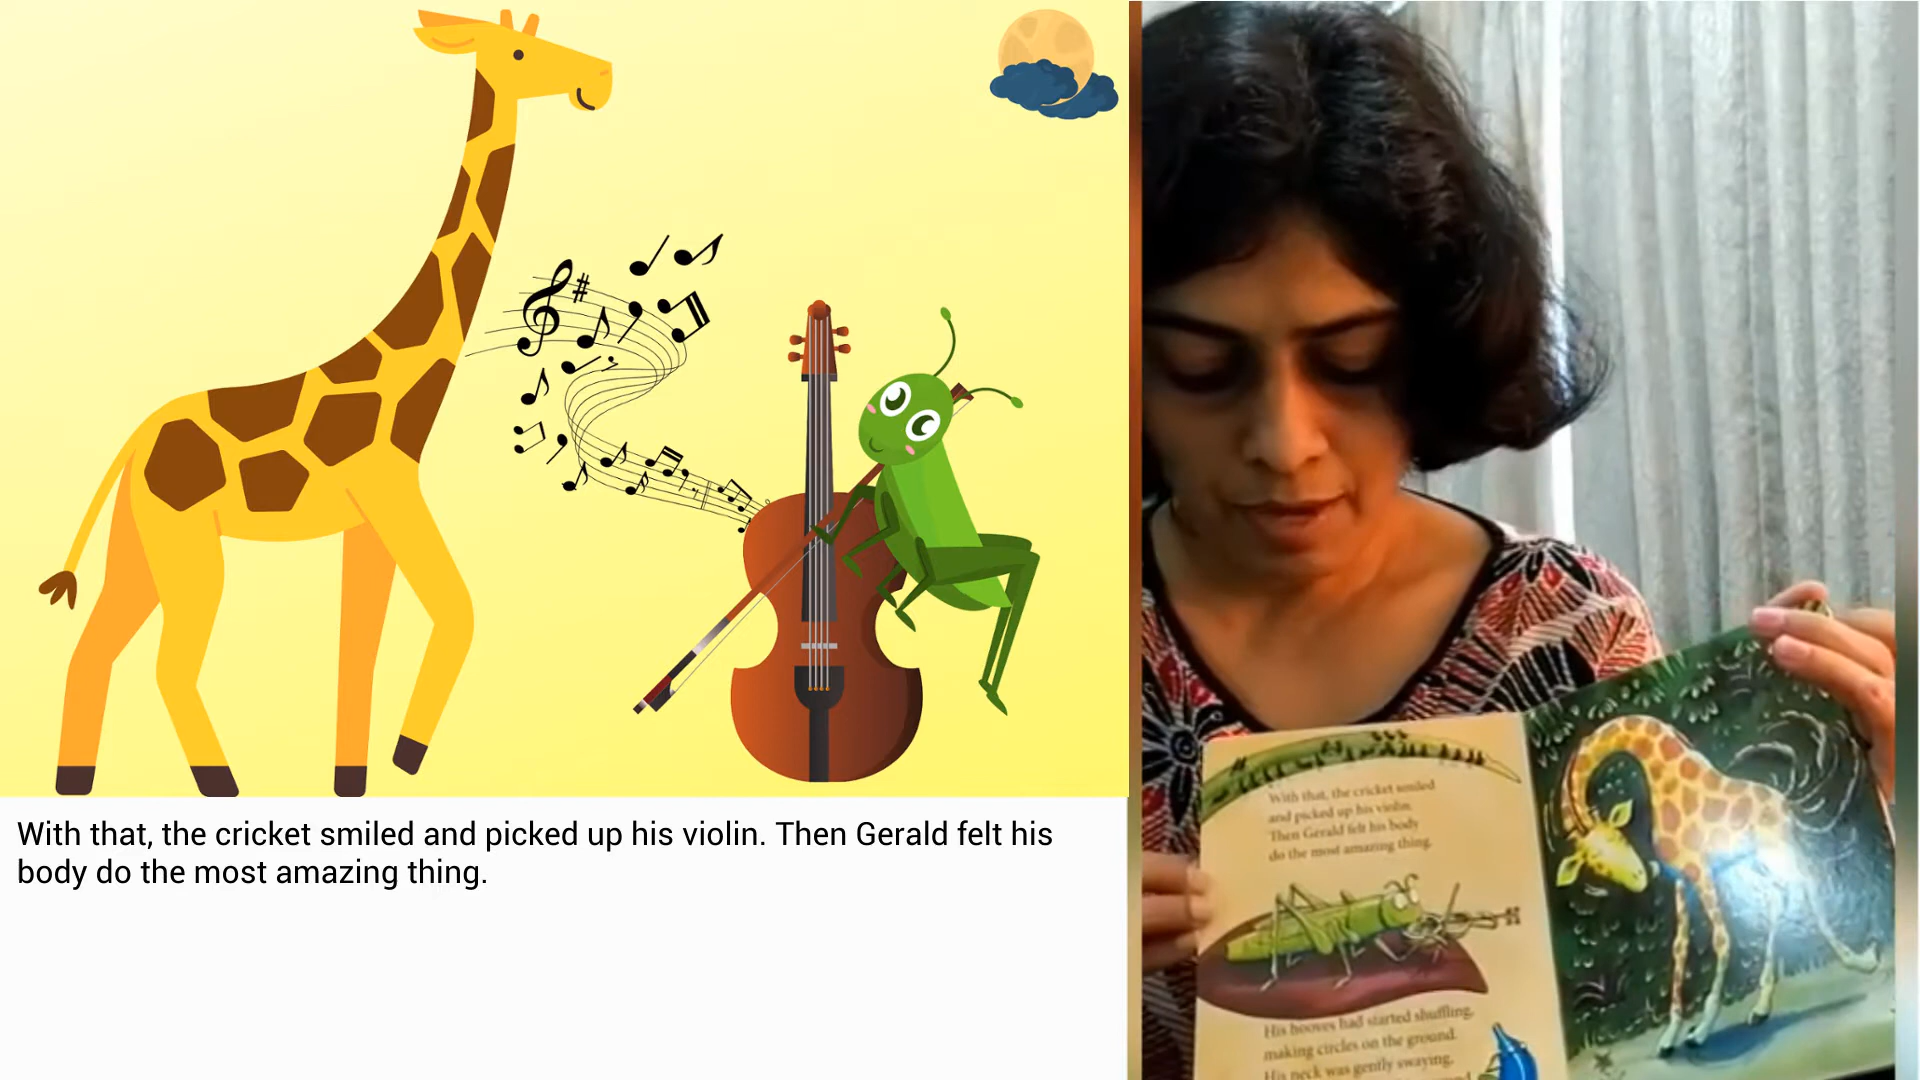 With that, the cricket smiled and picked up his violin. Then Gerald felt his
body do the most amazing thing.
With that, the cricket smiled
and picked up his violin.
Then Gerald felt his body
do the most amazing thing.
His hooves had started shuffling,
making circles on the ground.
His neck was gently swaying,